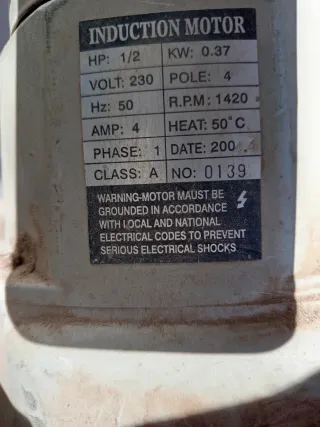 INDUCTION MOTOR
HP: 1/2 KW: 0.37
VOLT: 230 POLE: 4
Hz: 50 R.P.M: 1420
AMP: 4 HEAT: 50°C
PHASE: 1 DATE: 200
CLASS: A NO: 0139
WARNING-MOTOR MAUST BE
GROUNDED IN ACCORDANCE
WITH LOCAL AND NATIONAL
ELECTRICAL CODES TO PREVENT
SERIOUS ELECTRICAL SHOCKS